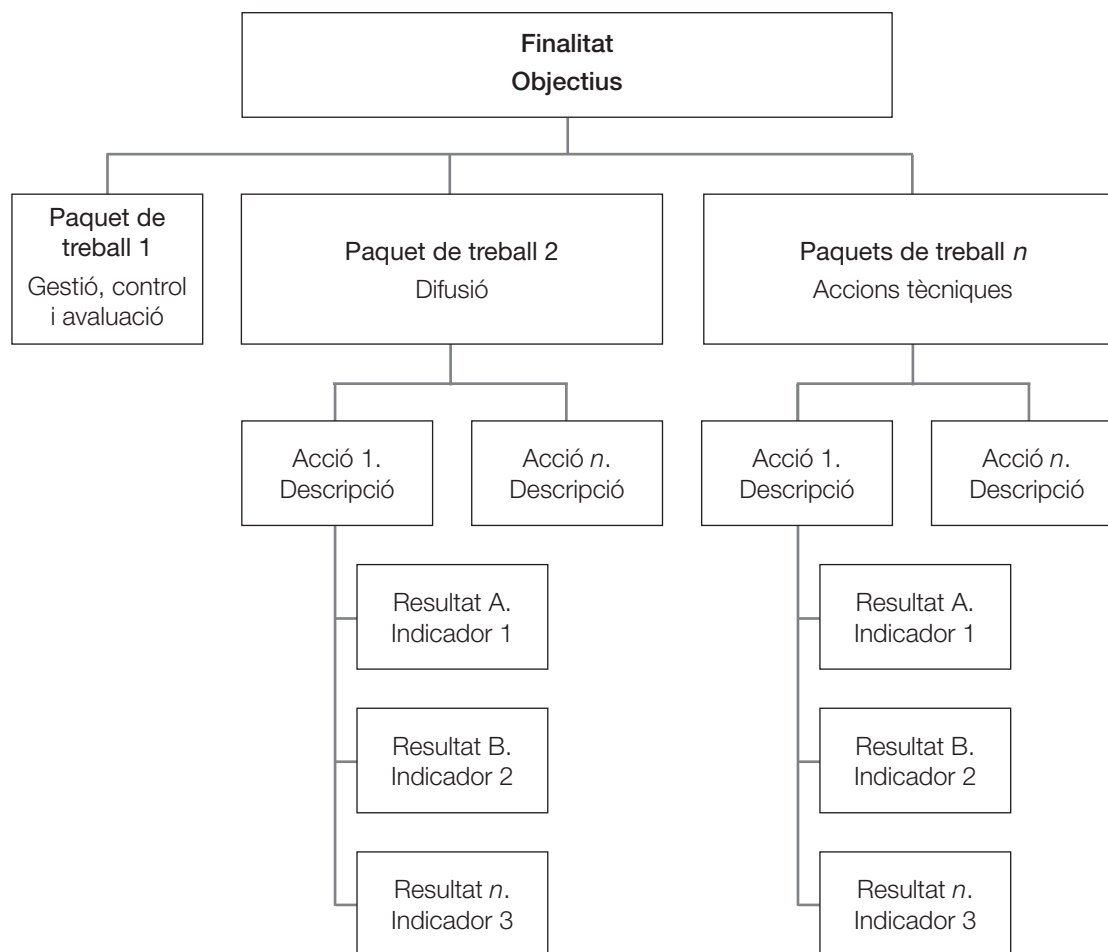 Finalitat
Objectius
Paquet de
treball 1
Gestió, control
i avaluació
Paquet de treball 2
Difusió
Paquets de treball n
Accions tècniques
Acció 1.
Descripció
Acció n.
Descripció
Acció 1.
Descripció
Acció n.
Descripció
Resultat A.
Indicador 1
Resultat A.
Indicador 1
Resultat B.
Indicador 2
Resultat B.
Indicador 2
Resultat n.
Indicador 3
Resultat n.
Indicador 3